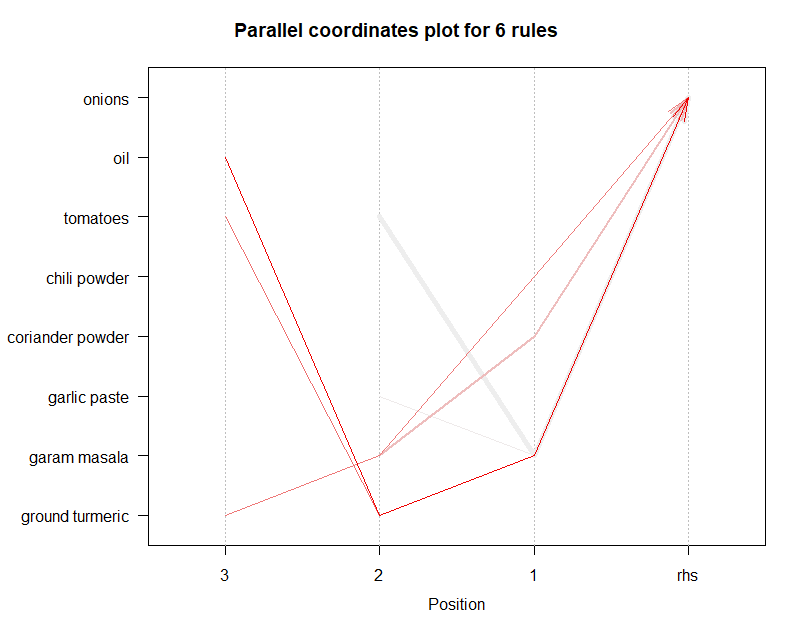 Parallel coordinates plot for 6 rules
onions
oil
tomatoes
chili powder
coriander powder
garlic paste
garam masala
ground turmeric
3 2 1 rhs
Position